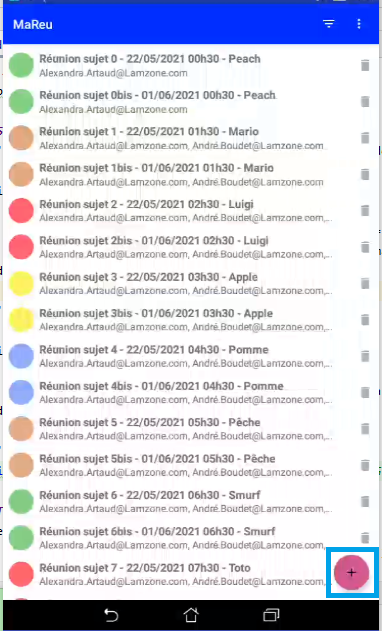 MaReu
Réunion sujet 0 - 22/05/2021 00h30 - Peach
Alexandra.Artaud@Lamzone.com
Réunion sujet 0bis - 01/06/2021 00h30 - Peach
Alexandra.Artaud@Lamzone.com
Réunion sujet 1 - 22/05/2021 01h30 - Mario
Alexandra.Artaud@Lamzone.com, André.Boudet@Lamzone.com
Réunion sujet 1bis - 01/06/2021 01h30 - Mario
Alexandra.Artaud@Lamzone.com, André.Boudet@Lamzone.com
Réunion sujet 2 - 22/05/2021 02h30 - Luigi
Alexandra.Artaud@Lamzone.com, André.Boudet@Lamzone.com,...
Réunion sujet 2bis - 01/06/2021 02h30 - Luigi
Alexandra.Artaud@Lamzone.com, André.Boudet@Lamzone.com,...
Réunion sujet 3 - 22/05/2021 03h30 - Apple
Alexandra.Artaud@Lamzone.com, André.Boudet@Lamzone.com,...
Réunion sujet 3bis - 01/06/2021 03h30 - Apple
Alexandra.Artaud@Lamzone.com, André.Boudet@Lamzone.com,...
Réunion sujet 4 - 22/05/2021 04h30 - Pomme
Alexandra.Artaud@Lamzone.com, André.Boudet@Lamzone.com,...
Réunion sujet 4bis - 01/06/2021 04h30 - Pomme
Alexandra.Artaud@Lamzone.com, André.Boudet@Lamzone.com,...
Réunion sujet 5 - 22/05/2021 05h30 - Pêche
Alexandra.Artaud@Lamzone.com, André.Boudet@Lamzone.com,...
Réunion sujet 5bis - 01/06/2021 05h30 - Pêche
Alexandra.Artaud@Lamzone.com, André.Boudet@Lamzone.com,...
Réunion sujet 6 - 22/05/2021 06h30 - Smurf
Alexandra.Artaud@Lamzone.com, André.Boudet@Lamzone.com,...
Réunion sujet 6bis - 01/06/2021 06h30 - Smurf
Alexandra.Artaud@Lamzone.com, André.Boudet@Lamzone.com,...
Réunion sujet 7 - 22/05/2021 07h30 - Toto
Alexandra.Artaud@Lamzone.com, André.Boudet@Lamzone.com,...